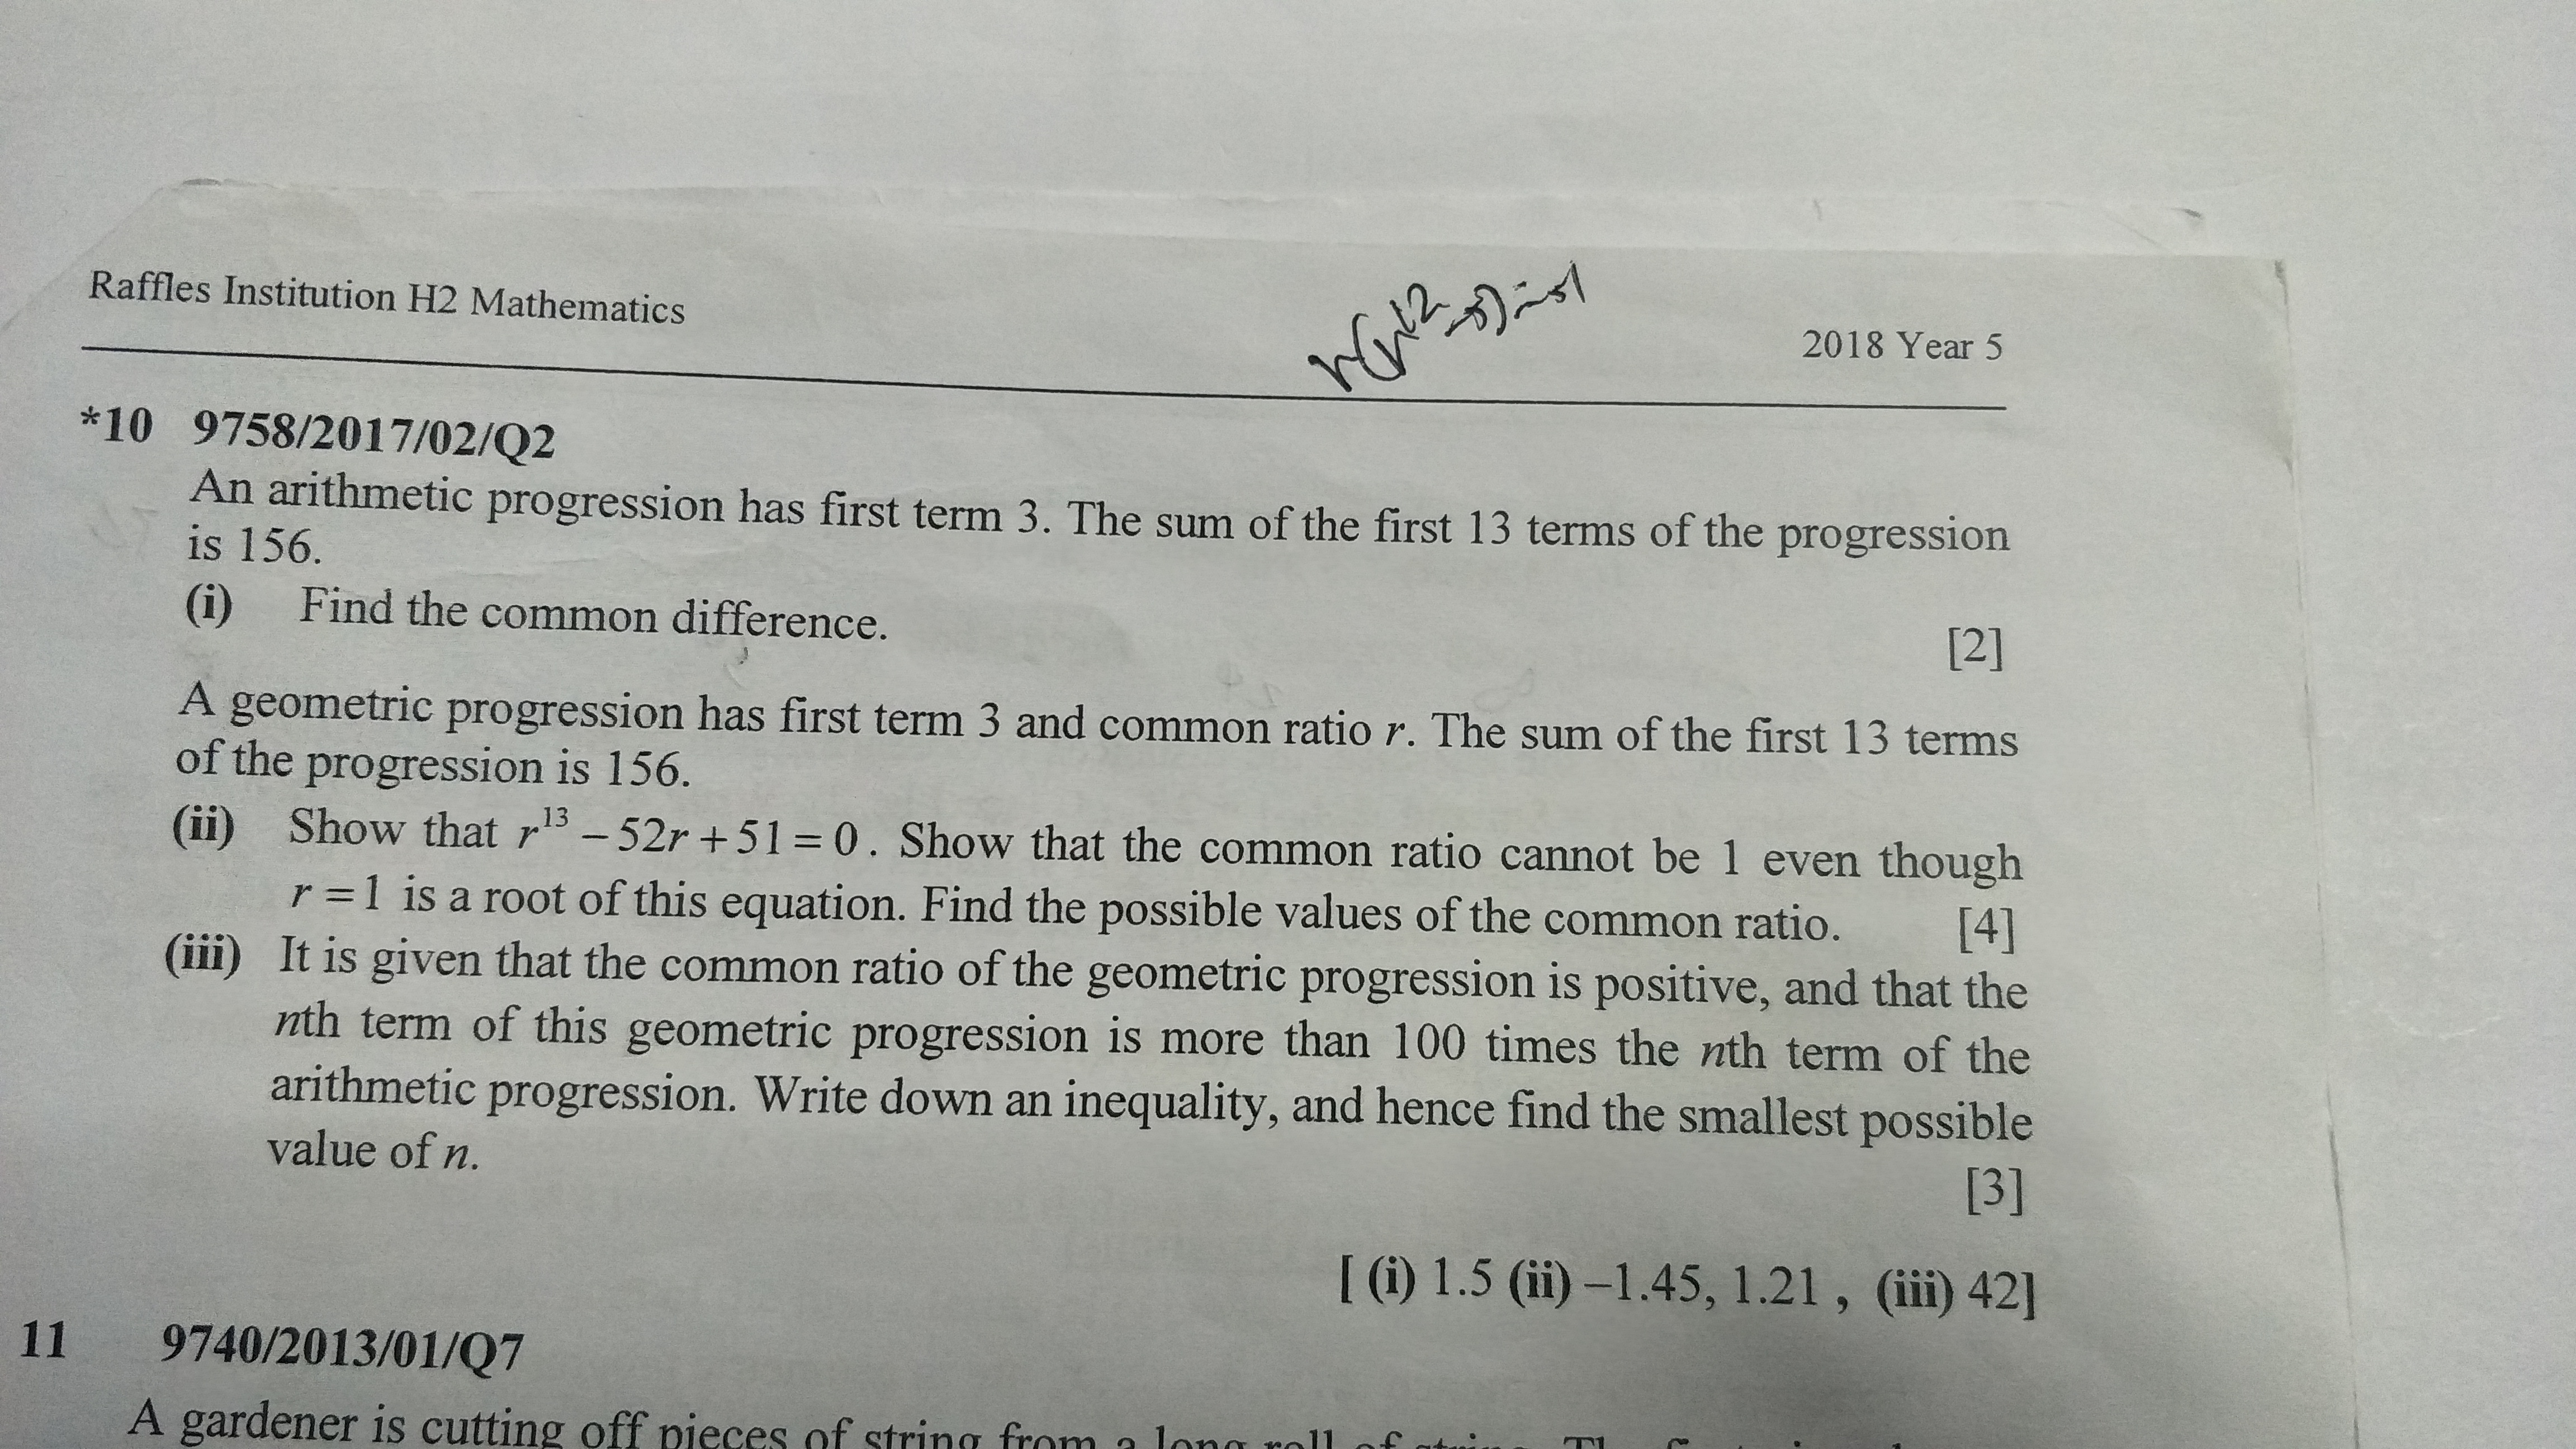 Raffles Institution H2 Mathematics
2018 Year 5
*10 9758/2017/02/Q2
An arithmetic progression has first term 3. The sum of the first 13 terms of the progression
is 156.
(i) Find the common difference. [2]
A geometric progression has first term 3 and common ratio r. The sum of the first 13 terms
of the progression is 156.
(ii) Show that r¹³ – 52r + 51 = 0. Show that the common ratio cannot be 1 even though
r = 1 is a root of this equation. Find the possible values of the common ratio. [4]
(iii) It is given that the common ratio of the geometric progression is positive, and that the
nth term of this geometric progression is more than 100 times the nth term of the
arithmetic progression. Write down an inequality, and hence find the smallest possible
value of n.
[3]
[ (i) 1.5 (ii) –1.45, 1.21 , (iii) 42]
11 9740/2013/01/Q7
A gardener is cutting off pieces of string from a long roll of string. The first